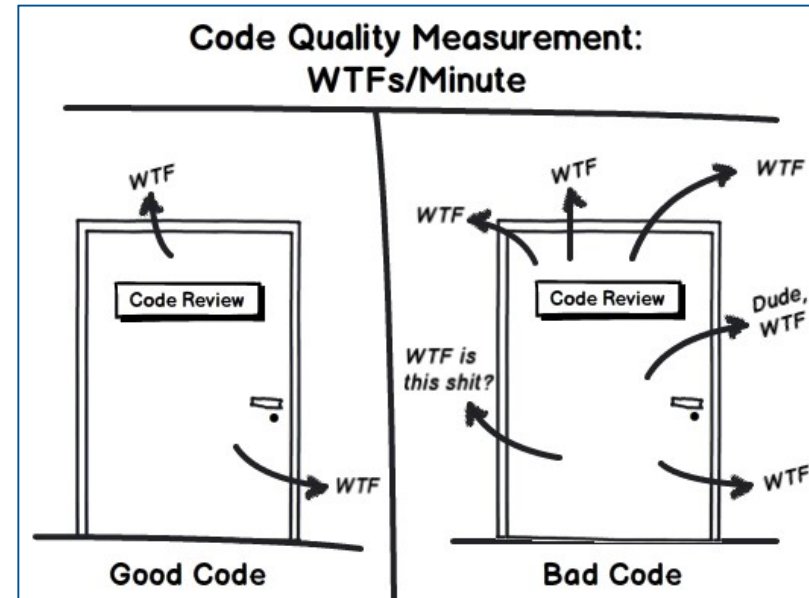 Code Quality Measurement:
WTFs/Minute
WTF
Code Review
WTF
Good Code
WTF
WTF
WTF
Code Review
Dude,
WTF
WTF is
this shit?
WTF
Bad Code